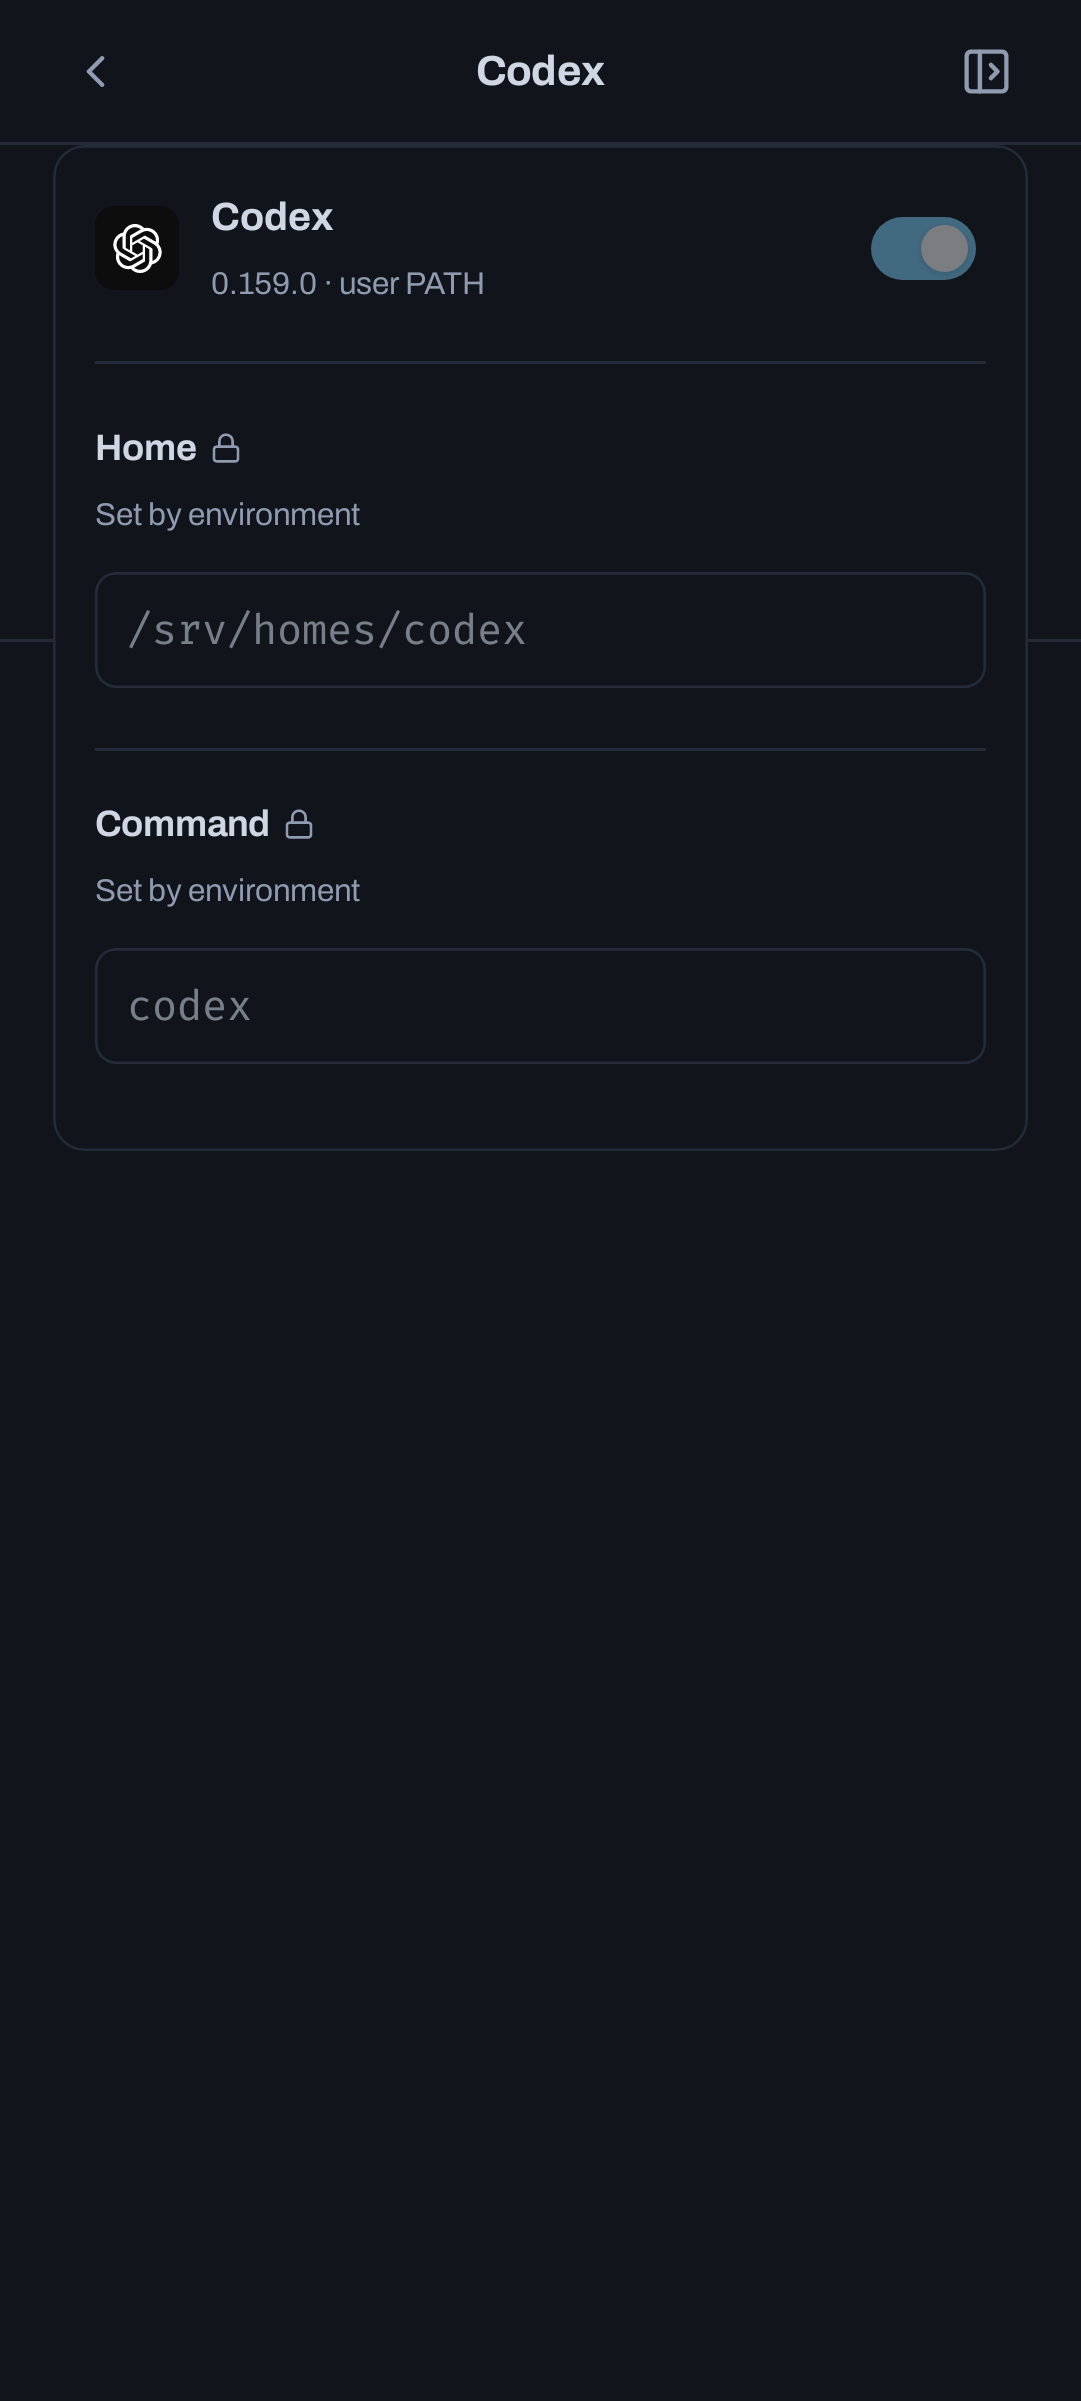 Codex
Codex
0.159.0 · user PATH
Home
Set by environment
/srv/homes/codex
Command
Set by environment
codex